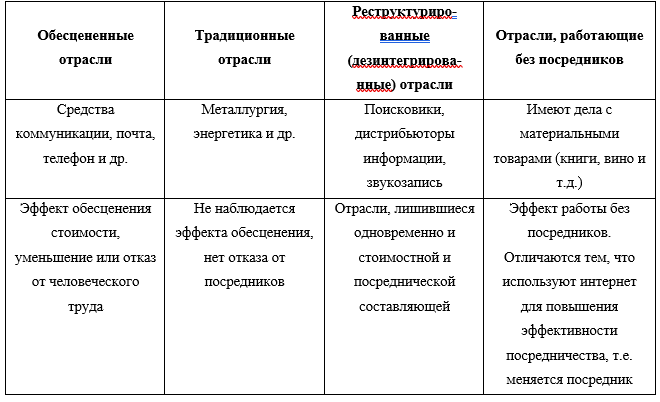 Обесцененные
отрасли
Традиционные
отрасли
Реструктуриро-
ванные
(дезинтегрирова-
нные) отрасли
Отрасли, работающие
без посредников
Средства
коммуникации, почта,
телефон и др.
Металлургия,
энергетика и др.
Поисковики,
дистрибьюторы
информации,
звукозапись
Имеют дела с
материальными
товарами (книги, вино и
т.д.)
Эффект обесценения
стоимости,
уменьшение или отказ
от человеческого
труда
Не наблюдается
эффекта обесценения,
нет отказа от
посредников
Отрасли, лишившиеся
одновременно и
стоимостной и
посреднической
составляющей
Эффект работы без
посредников.
Отличаются тем, что
используют интернет
для повышения
эффективности
посредничества, т.е.
меняется посредник